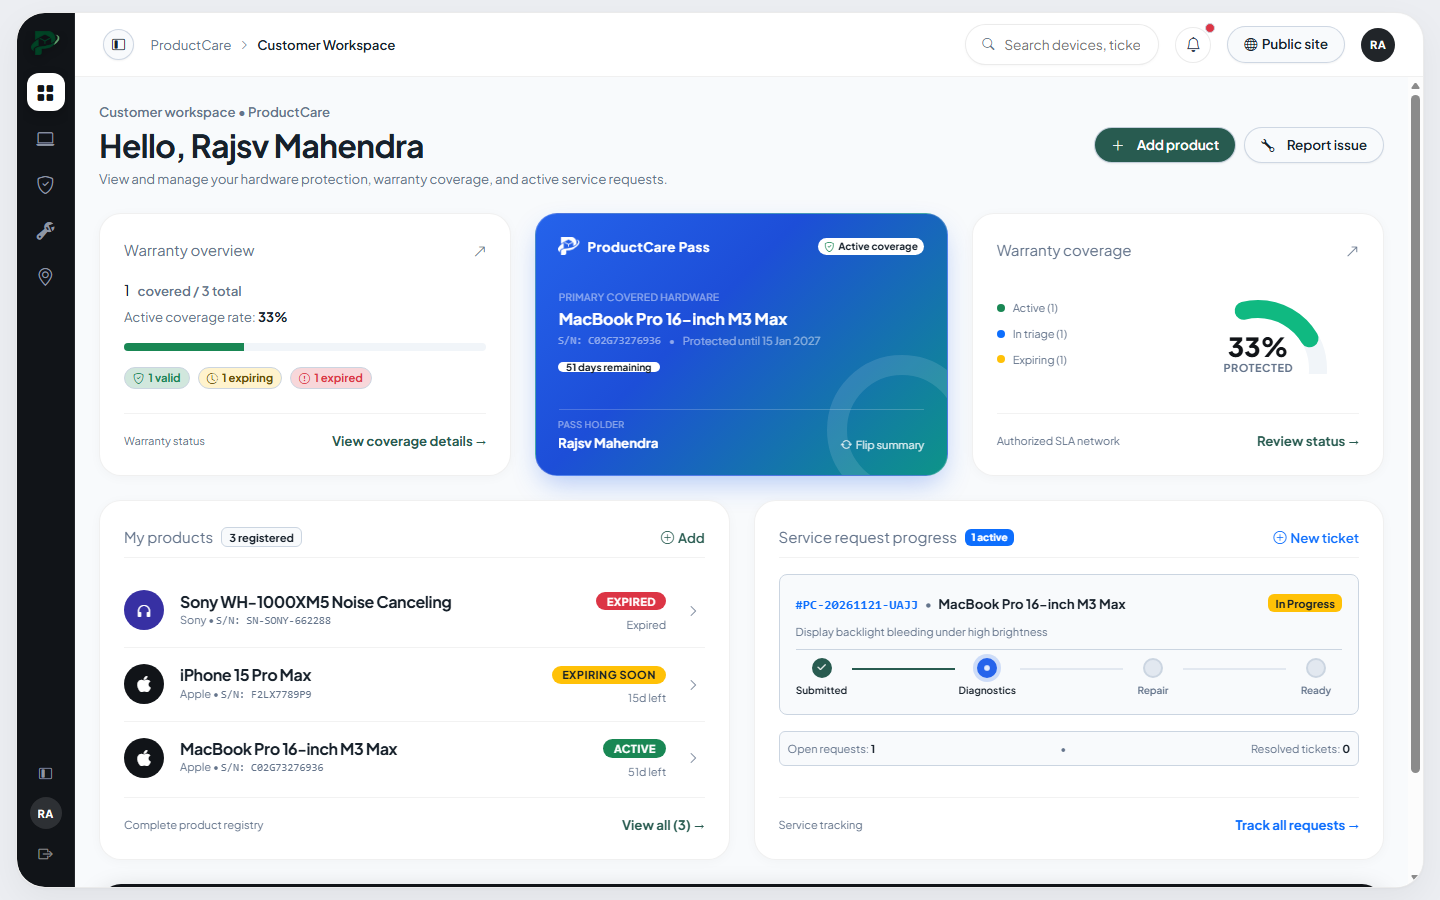 ProductCare > Customer Workspace
Search devices, ticke
Public site
RA
Customer workspace • ProductCare
Hello, Rajsv Mahendra
View and manage your hardware protection, warranty coverage, and active service requests.
+ Add product
Report issue
Warranty overview
1 covered / 3 total
Active coverage rate: 33%
1 valid
1 expiring
1 expired
Warranty status
View coverage details →
ProductCare Pass
Active coverage
PRIMARY COVERED HARDWARE
MacBook Pro 16-inch M3 Max
S/N: C02G73276936 • Protected until 15 Jan 2027
51 days remaining
PASS HOLDER
Rajsv Mahendra
Flip summary
Warranty coverage
Active (1)
In triage (1)
Expiring (1)
33%
PROTECTED
Authorized SLA network
Review status →
My products
3 registered
Add
Sony WH-1000XM5 Noise Canceling
Sony • S/N: SN-SONY-662288
EXPIRED
Expired
iPhone 15 Pro Max
Apple • S/N: F2LX7789P9
EXPIRING SOON
15d left
MacBook Pro 16-inch M3 Max
Apple • S/N: C02G73276936
ACTIVE
51d left
Complete product registry
View all (3) →
Service request progress
1 active
New ticket
#PC-20261121-UAJJ • MacBook Pro 16-inch M3 Max
In Progress
Display backlight bleeding under high brightness
Submitted
Diagnostics
Repair
Ready
Open requests: 1
•
Resolved tickets: 0
Service tracking
Track all requests →
RA